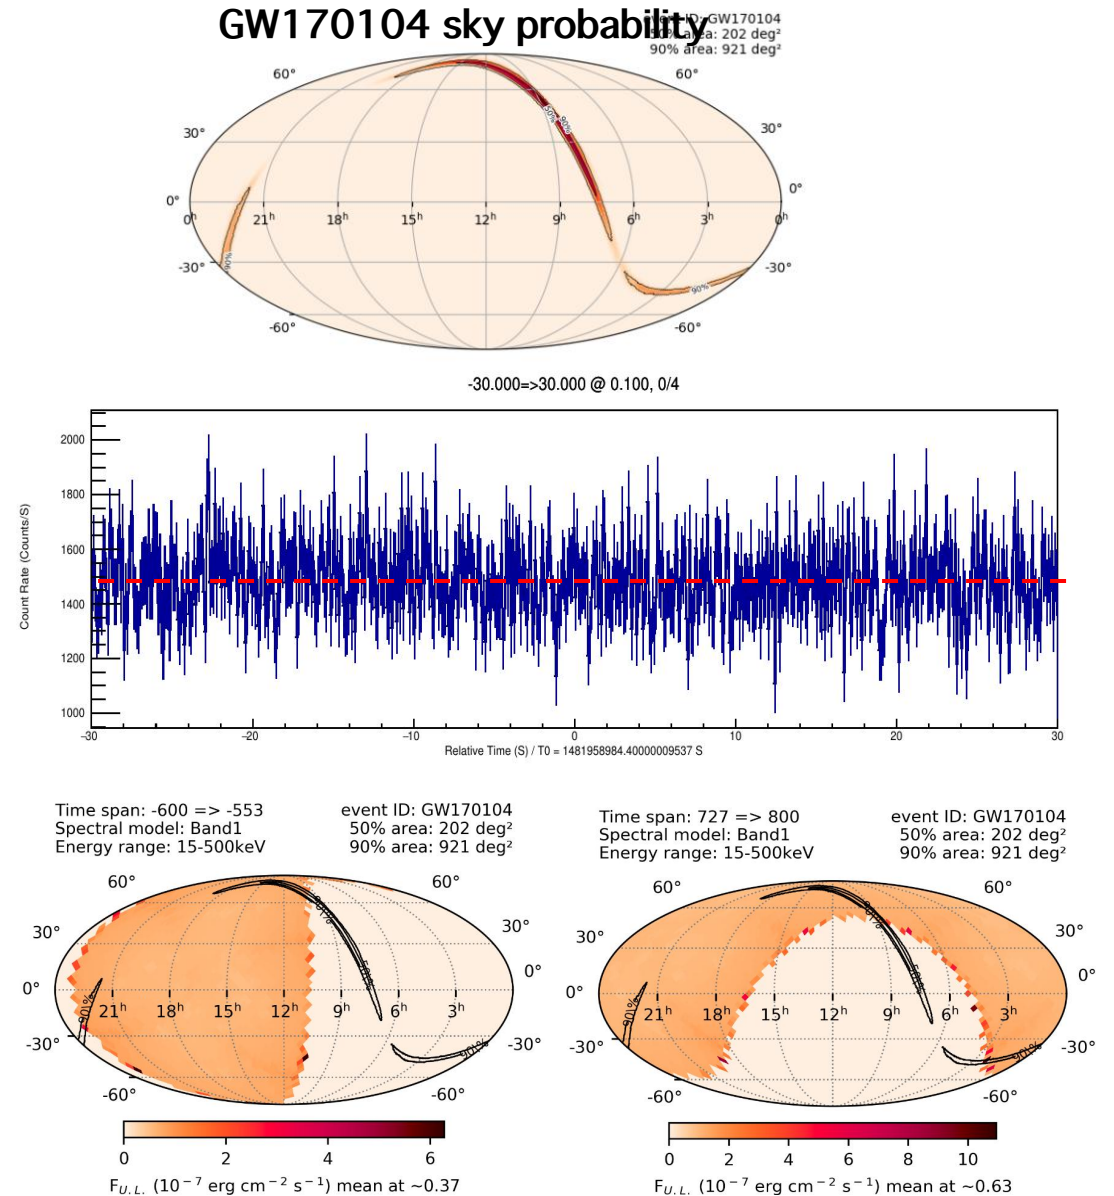 GW170104 sky probability
event ID: GW170104
50% area: 202 deg²
90% area: 921 deg²
60° 60°
30° 30°
50% 90%
0° 0°
0ʰ 21ʰ 18ʰ 15ʰ 12ʰ 9ʰ 6ʰ 3ʰ 0ʰ
90%
-30° -30°
90%
-60° -60°
-30.000=>30.000 @ 0.100, 0/4
Count Rate (Counts/S)
2000
1800
1600
1400
1200
1000
−30 −20 −10 0 10 20 30
Relative Time (S) / T0 = 1481958984.40000009537 S
Time span: -600 => -553
Spectral model: Band1
Energy range: 15-500keV
event ID: GW170104
50% area: 202 deg²
90% area: 921 deg²
60° 60°
30° 30°
0° 0°
21ʰ 18ʰ 15ʰ 12ʰ 9ʰ 6ʰ 3ʰ
-30° -30°
-60° -60°
0 2 4 6
F_U.L. (10⁻⁷ erg cm⁻² s⁻¹) mean at ~0.37
Time span: 727 => 800
Spectral model: Band1
Energy range: 15-500keV
event ID: GW170104
50% area: 202 deg²
90% area: 921 deg²
60° 60°
30° 30°
0° 0°
21ʰ 18ʰ 15ʰ 12ʰ 9ʰ 6ʰ 3ʰ
-30° -30°
-60° -60°
0 2 4 6 8 10
F_U.L. (10⁻⁷ erg cm⁻² s⁻¹) mean at ~0.63